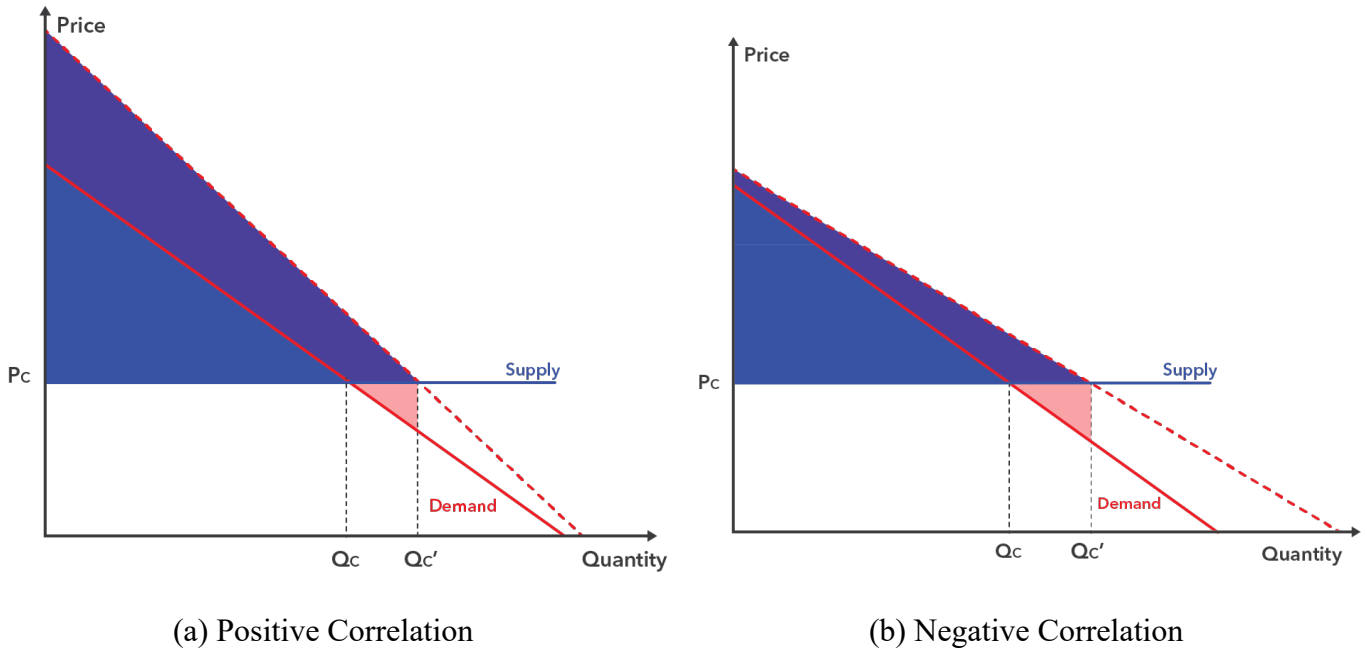 Price
Supply
PC
Demand
QC
QC′
Quantity
(a) Positive Correlation
Price
Supply
PC
Demand
QC
QC′
Quantity
(b) Negative Correlation